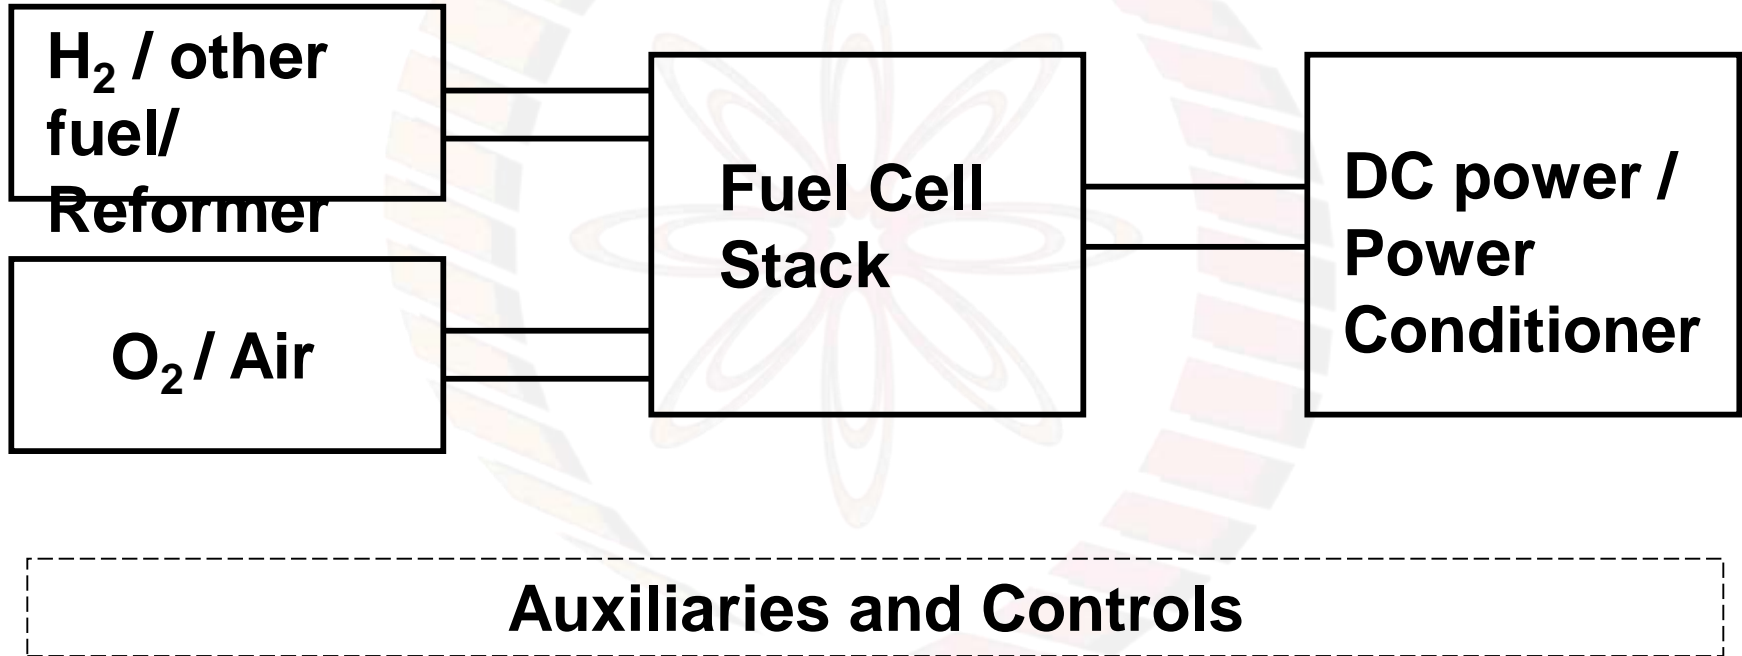 H₂ / other
fuel/
Reformer
O₂ / Air
Fuel Cell
Stack
DC power /
Power
Conditioner
Auxiliaries and Controls